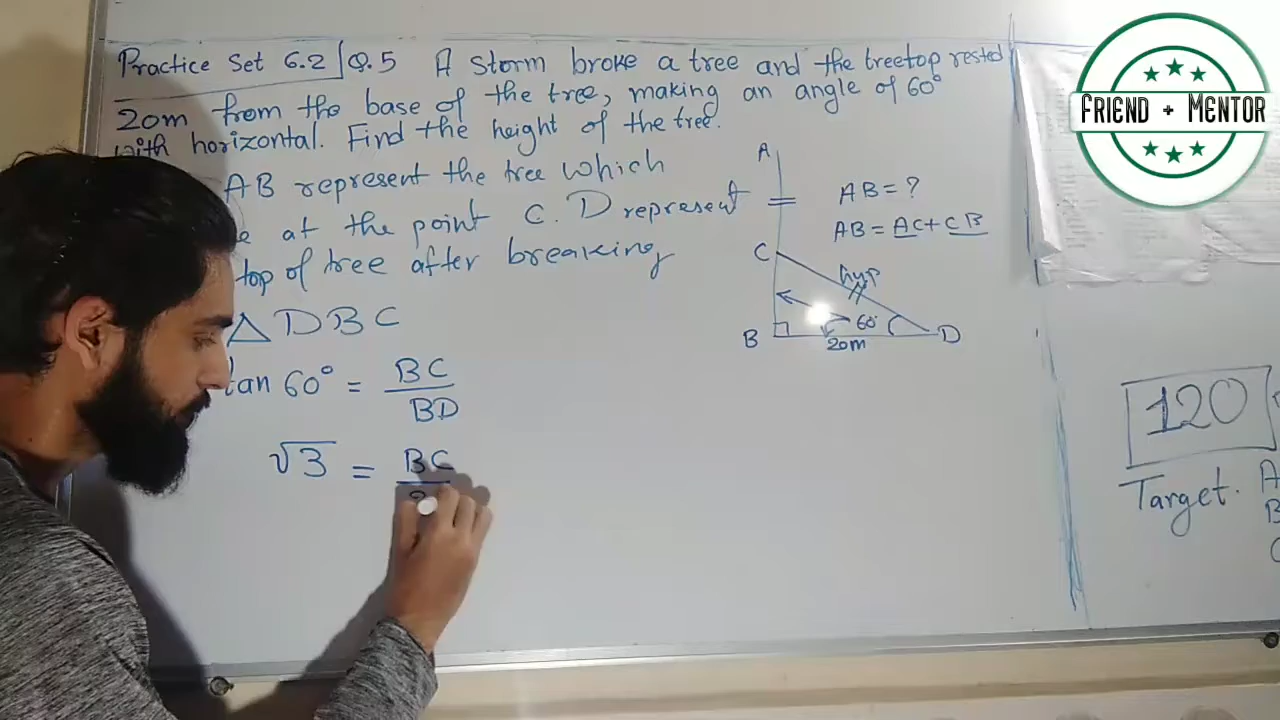 Practice Set 6.2 Q.5 A storm broke a tree and the treetop rested
20m from the base of the tree, making an angle of 60°
with horizontal. Find the height of the tree.
AB represent the tree which
at the point C. D represent
top of tree after breaking
△DBC
tan 60° = BC/BD
√3 = BC
A
C
B
D
hyp
60°
20m
AB = ?
AB = AC + CB
FRIEND + MENTOR
120
Target.
A
B